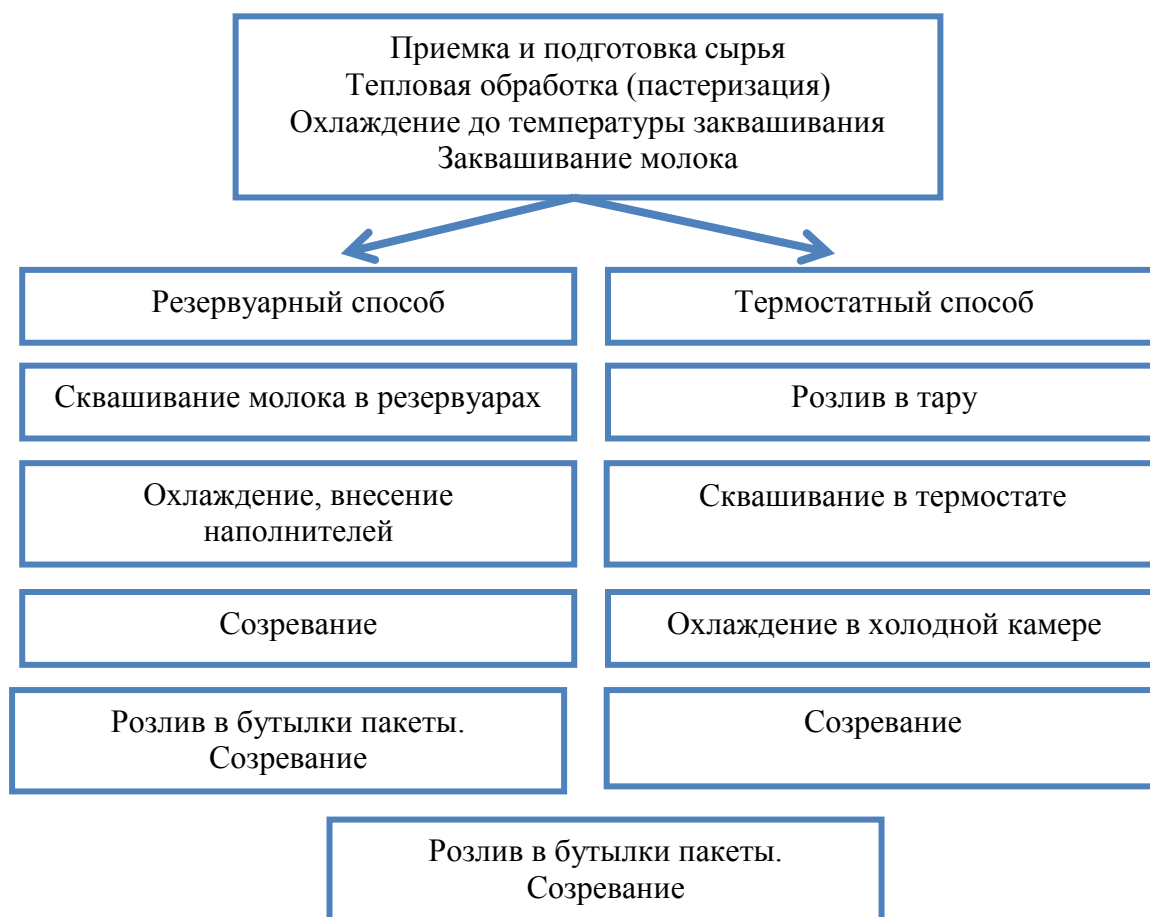 Приемка и подготовка сырья
Тепловая обработка (пастеризация)
Охлаждение до температуры заквашивания
Заквашивание молока
Резервуарный способ
Термостатный способ
Сквашивание молока в резервуарах
Розлив в тару
Охлаждение, внесение
наполнителей
Сквашивание в термостате
Созревание
Охлаждение в холодной камере
Розлив в бутылки пакеты.
Созревание
Созревание
Розлив в бутылки пакеты.
Созревание